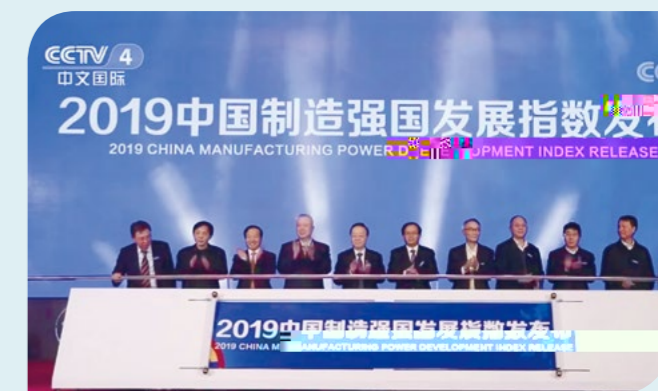 CCTV 4
中文国际
2019中国制造强国发展指数发
2019 CHINA MANUFACTURING POWER INDEX RELEASE
2019中国制造强国发展指数发布
2019 CHINA MANUFACTURING POWER DEVELOPMENT INDEX RELEASE